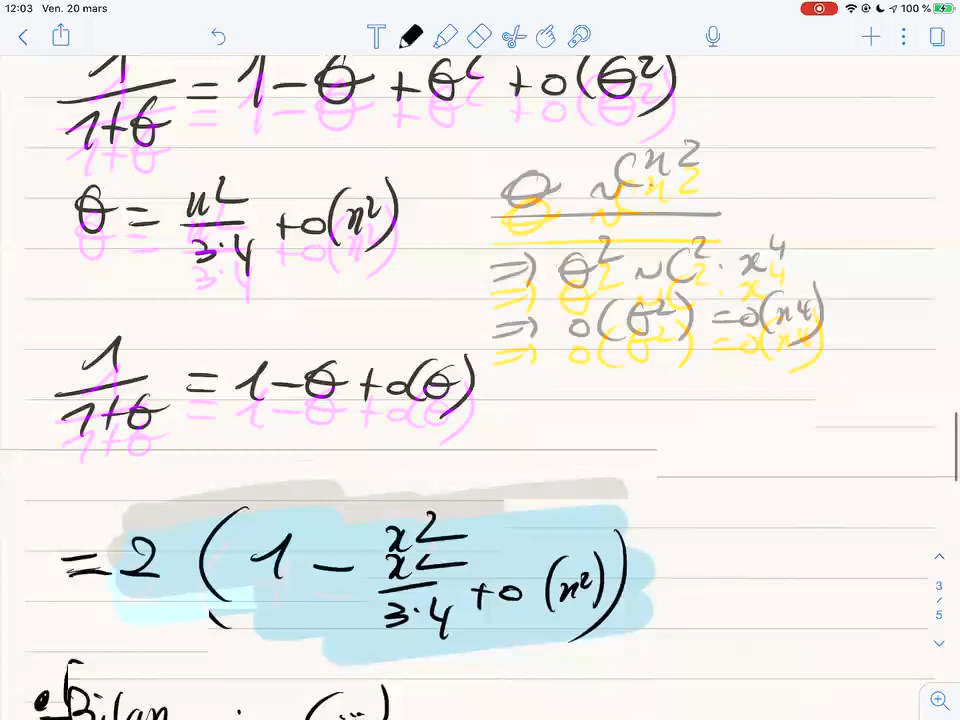 12:03 Ven. 20 mars 100 %
1/(1+θ) = 1 - θ + θ² + o(θ²)
θ ~ Cx²
θ = x²/(3·4) + o(x²)
=> θ² ~ C² · x⁴
=> o(θ²) = o(x⁴)
1/(1+θ) = 1 - θ + o(θ)
= 2 (1 - x²/(3·4) + o(x²))
3
/
5
Bilan